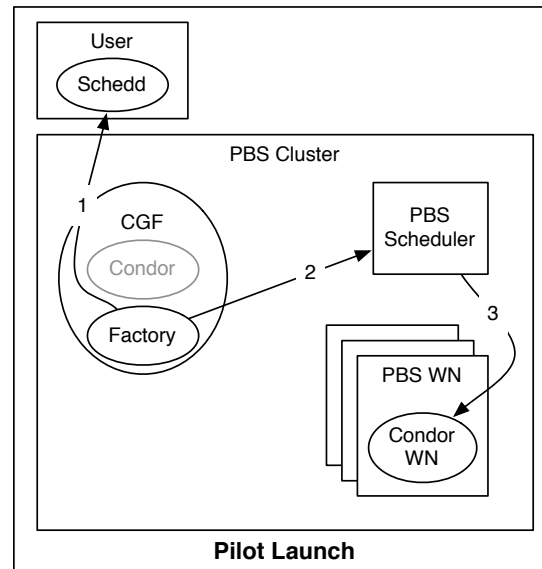 User
Schedd
PBS Cluster
1
CGF
Condor
Factory
2
PBS
Scheduler
3
PBS WN
Condor
WN
Pilot Launch